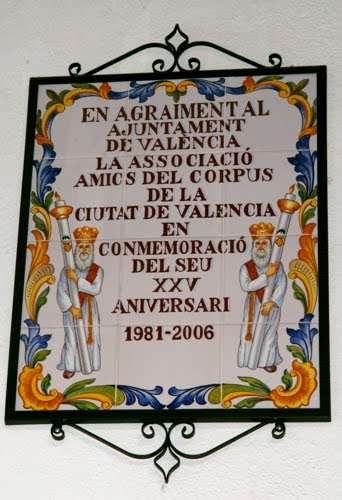 EN AGRAIMENT AL
AJUNTAMENT
DE VALÈNCIA
LA ASSOCIACIÓ
AMICS DEL CORPUS
DE LA
CIUTAT DE VALENCIA
EN
CONMEMORACIÓ
DEL SEU
XXV
ANIVERSARI
1981-2006